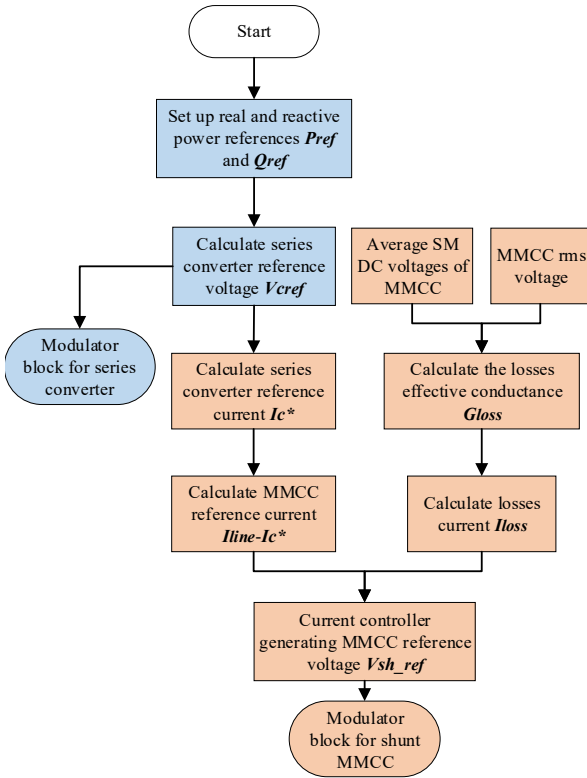 Start
Set up real and reactive
power references Pref
and Qref
Calculate series
converter reference
voltage Vcref
Average SM
DC voltages of
MMCC
MMCC rms
voltage
Modulator
block for series
converter
Calculate series
converter reference
current Ic*
Calculate the losses
effective conductance
Gloss
Calculate MMCC
reference current
Iline-Ic*
Calculate losses
current Iloss
Current controller
generating MMCC reference
voltage Vsh_ref
Modulator
block for shunt
MMCC